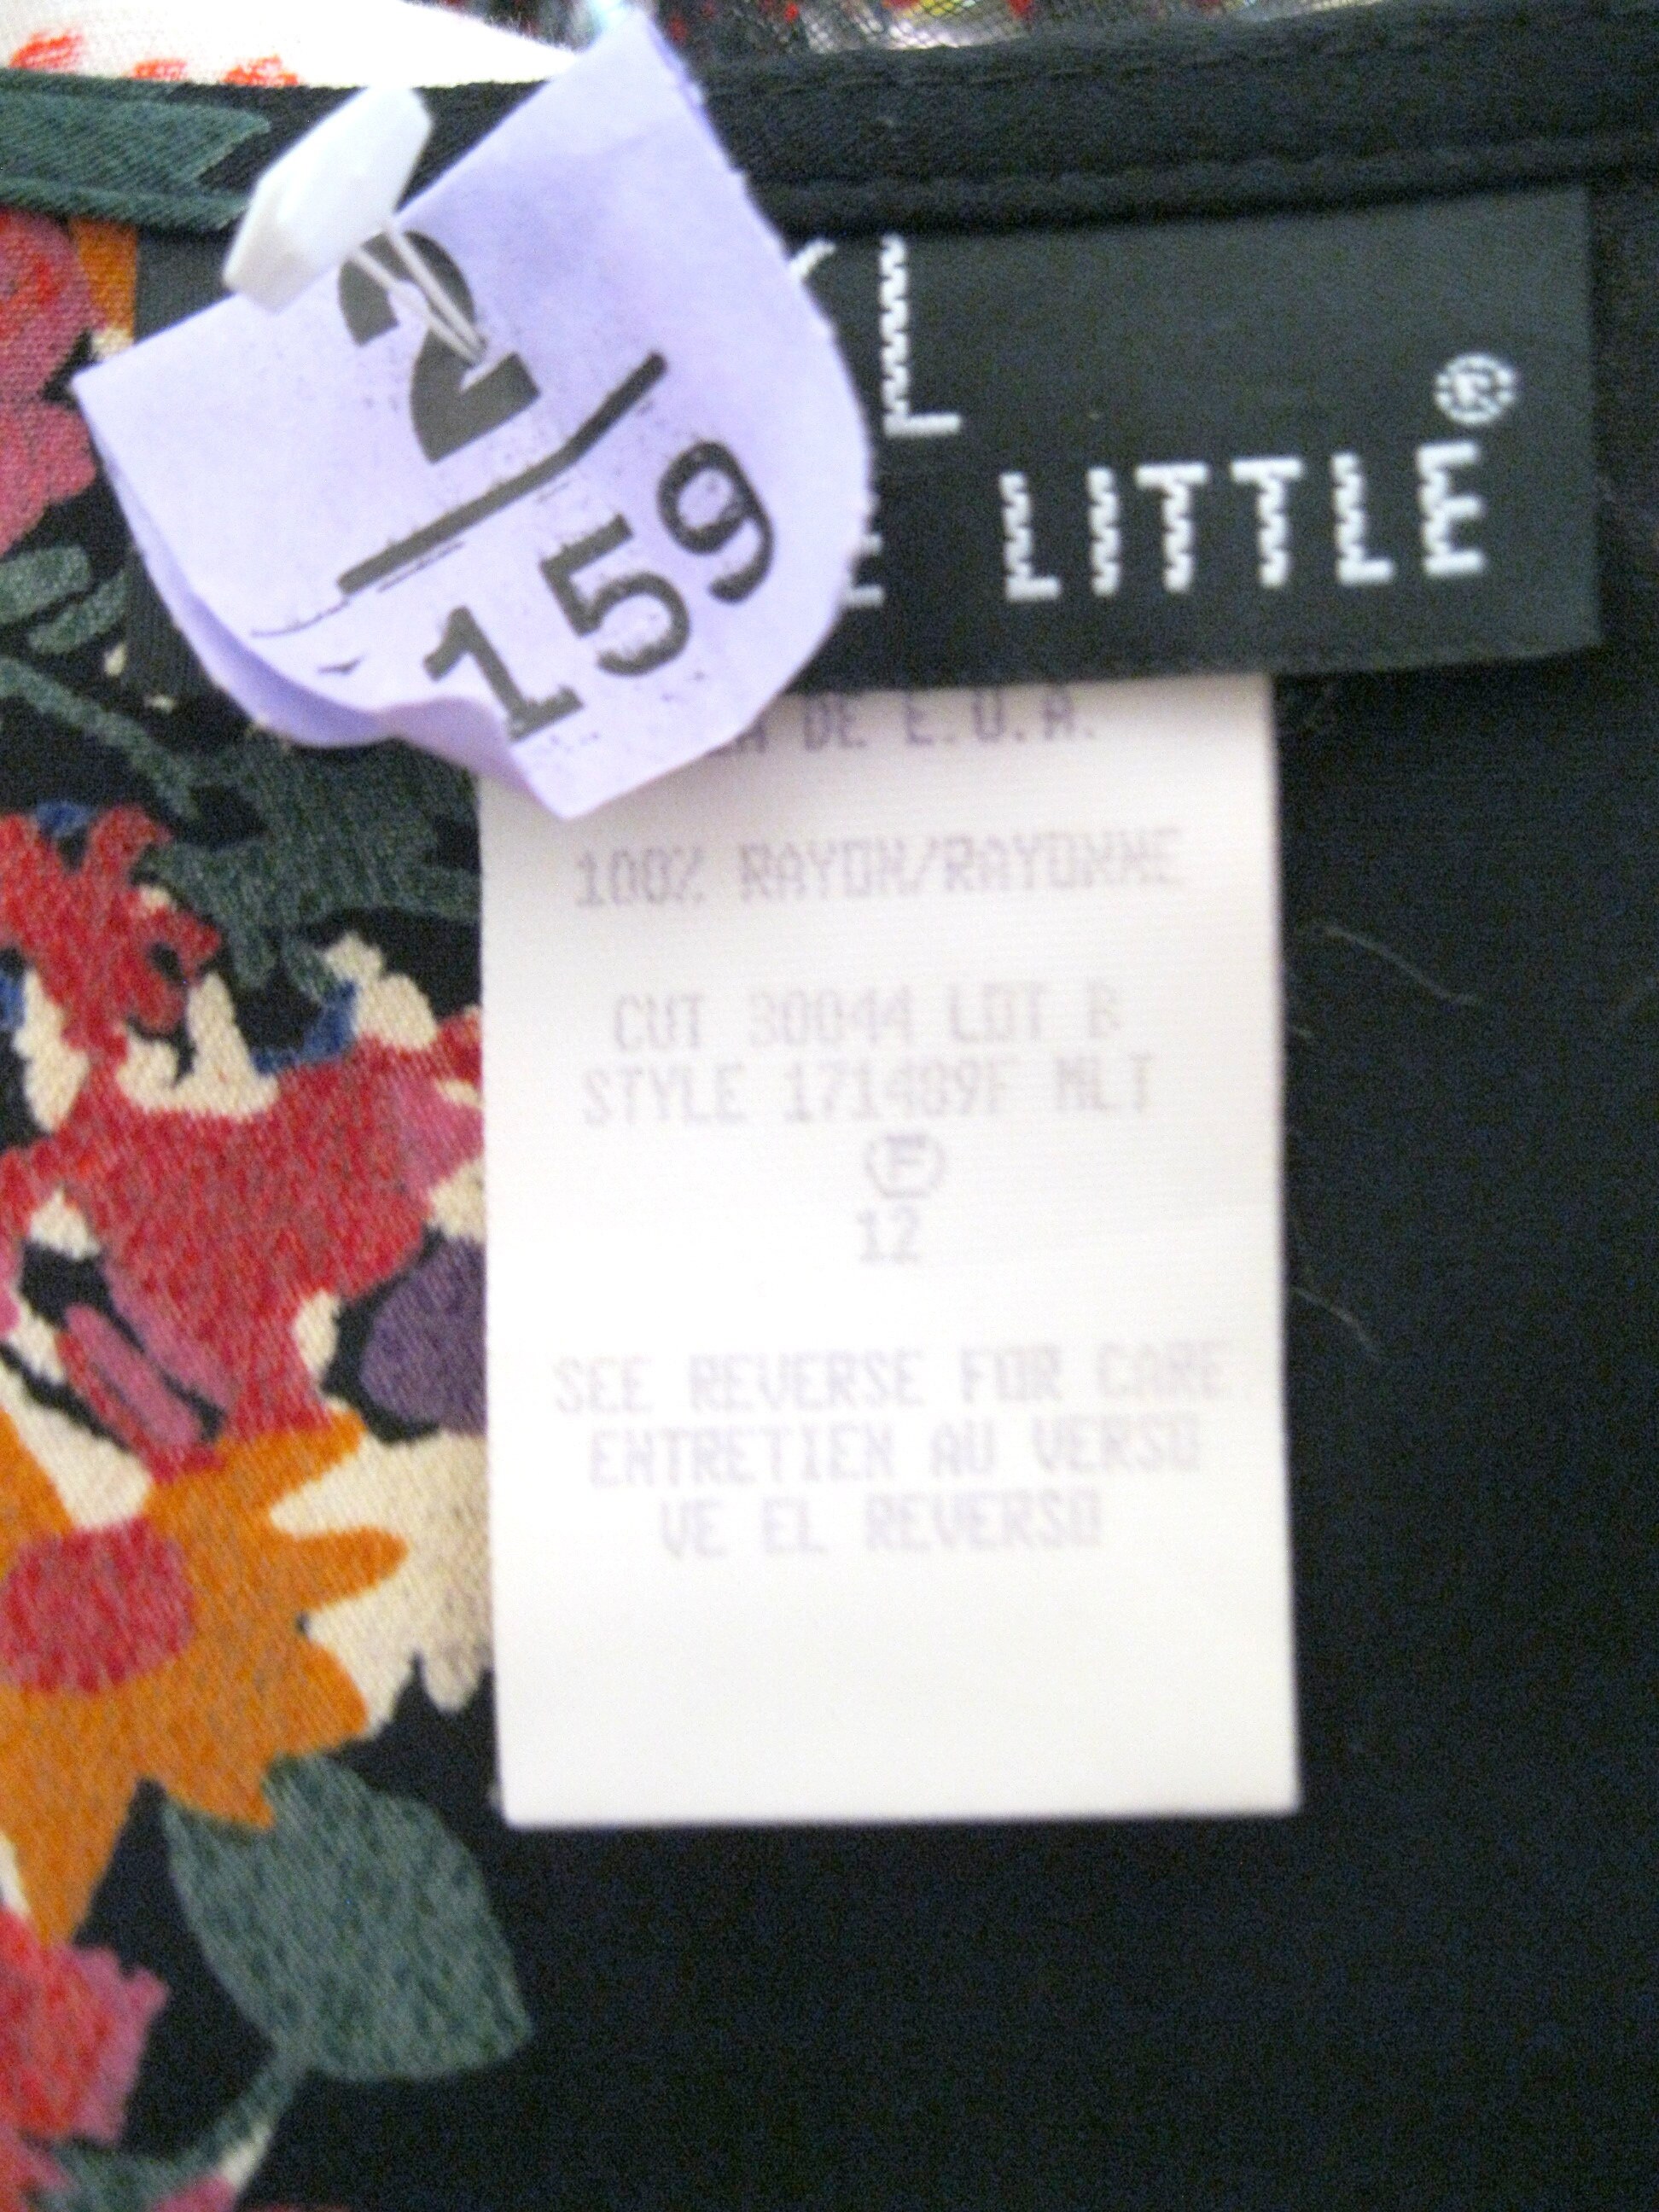 2
159
L
LITTLE®
DE E.U.A.
100% RAYON/RAYONNE
CUT 30044 LOT B
STYLE 171489F MLT
F
12
SEE REVERSE FOR CARE
ENTRETIEN AU VERSO
VE EL REVERSO